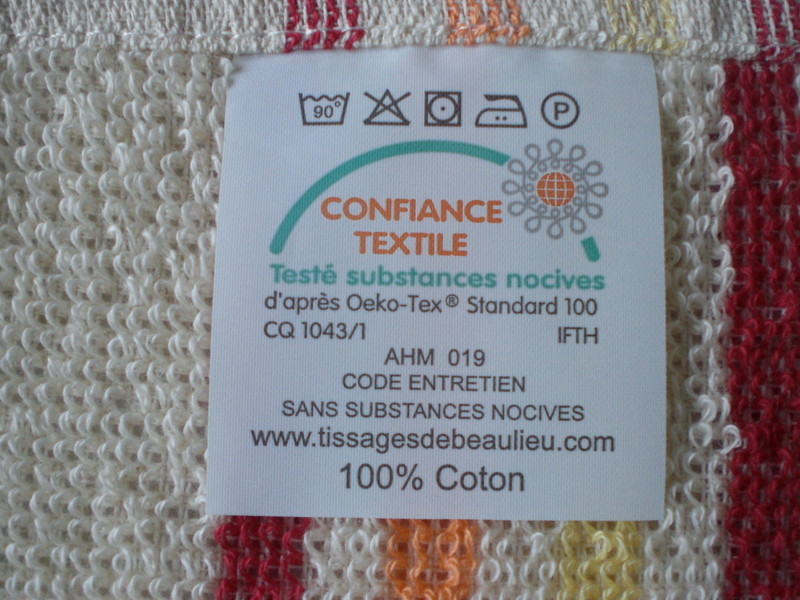 90°
P
CONFIANCE
TEXTILE
Testé substances nocives
d'après Oeko-Tex® Standard 100
CQ 1043/1 IFTH
AHM 019
CODE ENTRETIEN
SANS SUBSTANCES NOCIVES
www.tissagesdebeaulieu.com
100% Coton